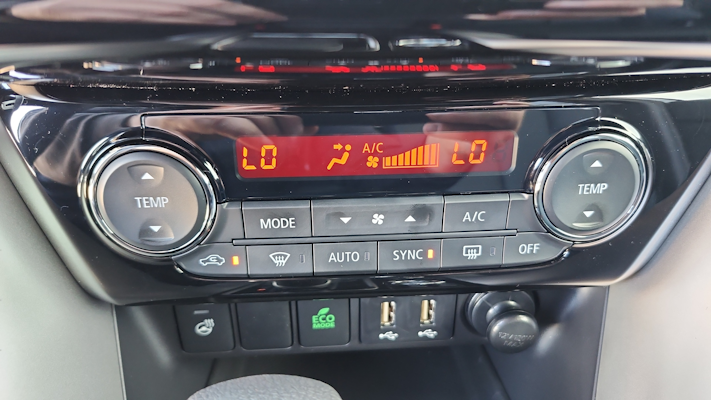 LO A/C LO
TEMP
TEMP
MODE A/C
AUTO SYNC OFF
ECO
MODE